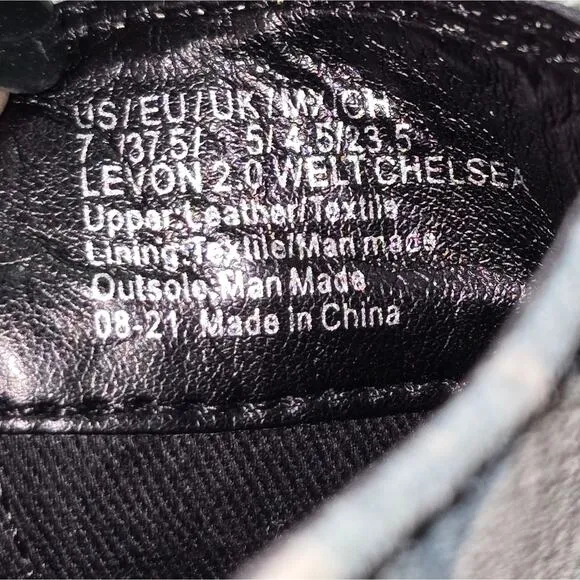 US/EU/UK/MX/CH
7 /37.5/ 5/4.5/23.5
LEVON 2.0 WELT CHELSEA
Upper:Leather/Textile
Lining:Textile/Man made
Outsole:Man Made
08-21 Made in China